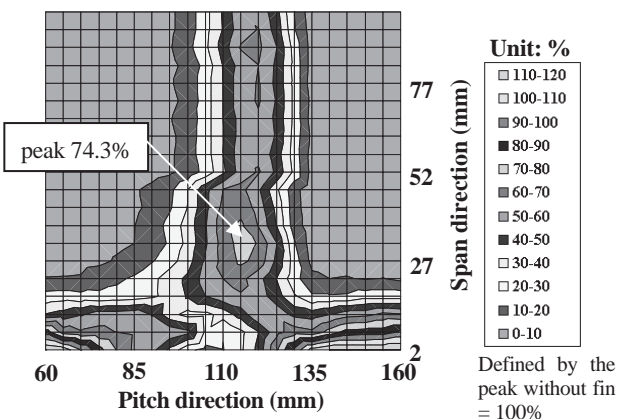 Unit: %
110-120
100-110
90-100
80-90
70-80
60-70
50-60
40-50
30-40
20-30
10-20
0-10
Defined by the
peak without fin
= 100%
peak 74.3%
77
52
27
2
Span direction (mm)
60 85 110 135 160
Pitch direction (mm)